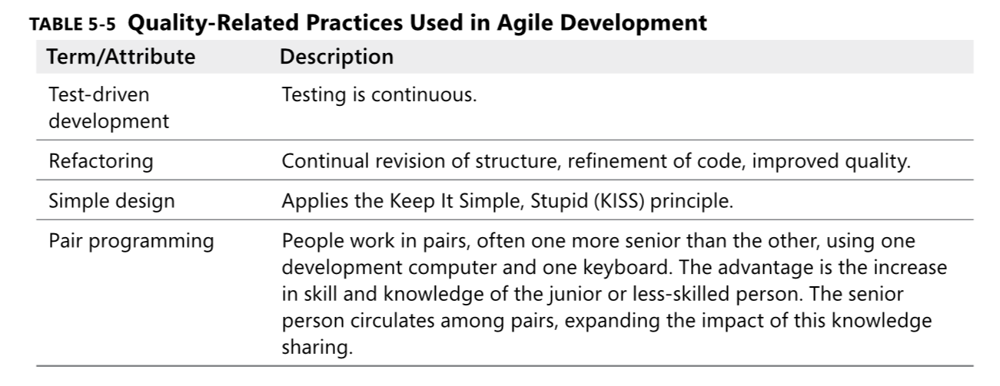 TABLE 5-5 Quality-Related Practices Used in Agile Development
Term/Attribute Description
Test-driven development Testing is continuous.
Refactoring Continual revision of structure, refinement of code, improved quality.
Simple design Applies the Keep It Simple, Stupid (KISS) principle.
Pair programming People work in pairs, often one more senior than the other, using one
development computer and one keyboard. The advantage is the increase
in skill and knowledge of the junior or less-skilled person. The senior
person circulates among pairs, expanding the impact of this knowledge
sharing.